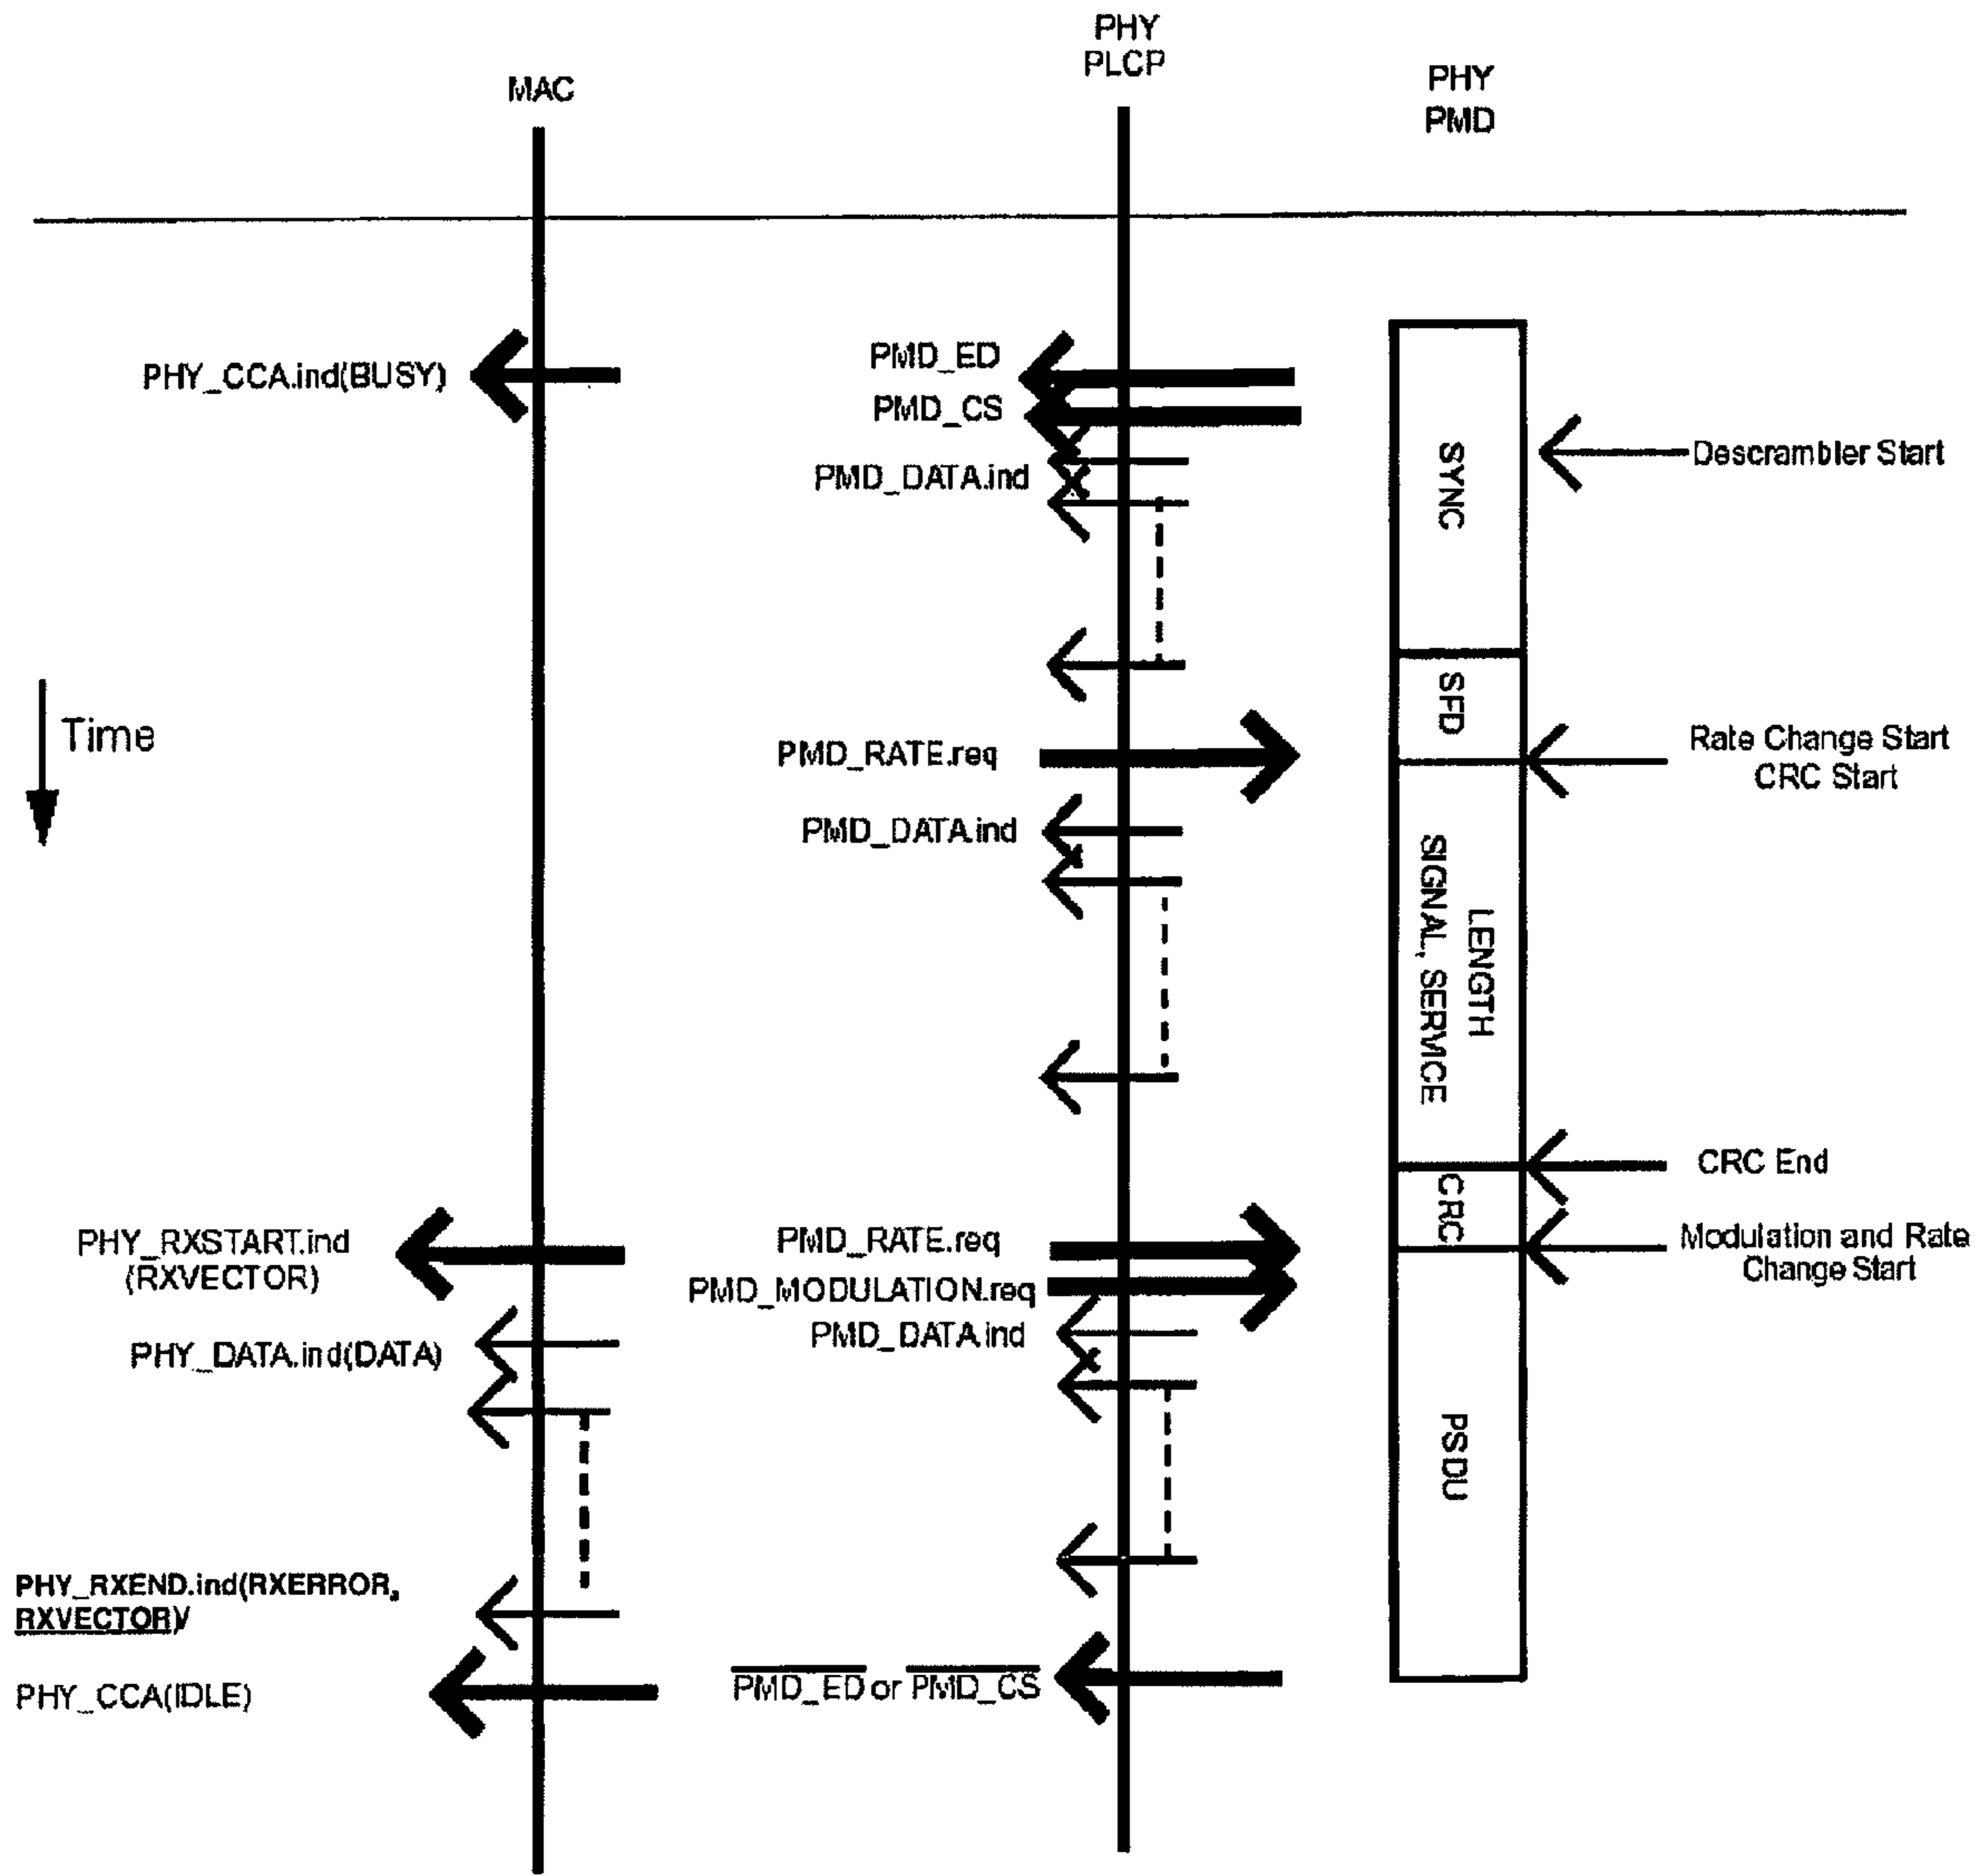 MAC
PHY
PLCP
PHY
PMD
PHY_CCA.ind(BUSY)
PMD_ED
PMD_CS
PMD_DATA.ind
SYNC
Descrambler Start
Time
SFD
PMD_RATE.req
Rate Change Start
CRC Start
PMD_DATA.ind
LENGTH
SIGNAL, SERVICE
CRC End
CRC
PHY_RXSTART.ind
(RXVECTOR)
PMD_RATE.req
PMD_MODULATION.req
Modulation and Rate
Change Start
PMD_DATA.ind
PHY_DATA.ind(DATA)
PSDU
PHY_RXEND.ind(RXERROR,
RXVECTOR)/
PHY_CCA(IDLE)
PMD_ED or PMD_CS